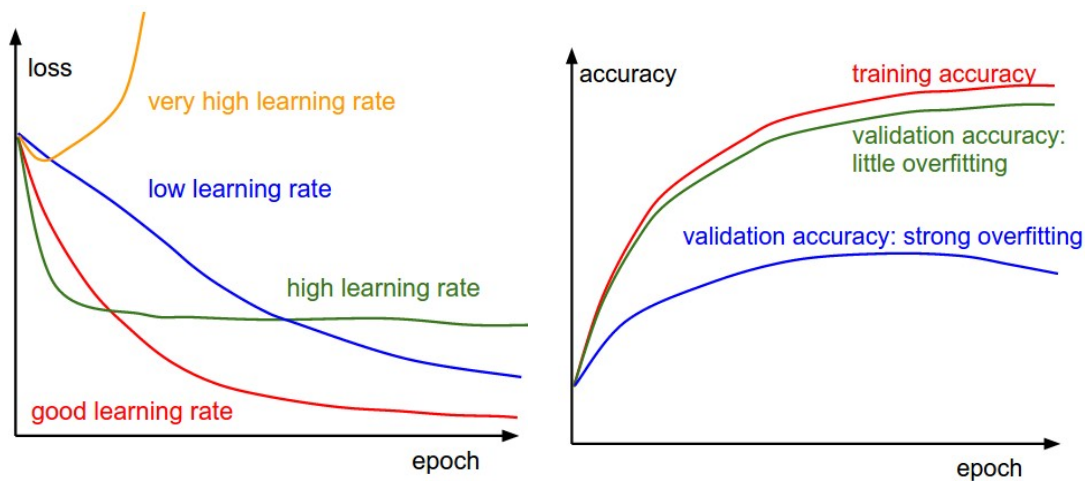 loss
very high learning rate
low learning rate
high learning rate
good learning rate
epoch
accuracy
training accuracy
validation accuracy:
little overfitting
validation accuracy: strong overfitting
epoch